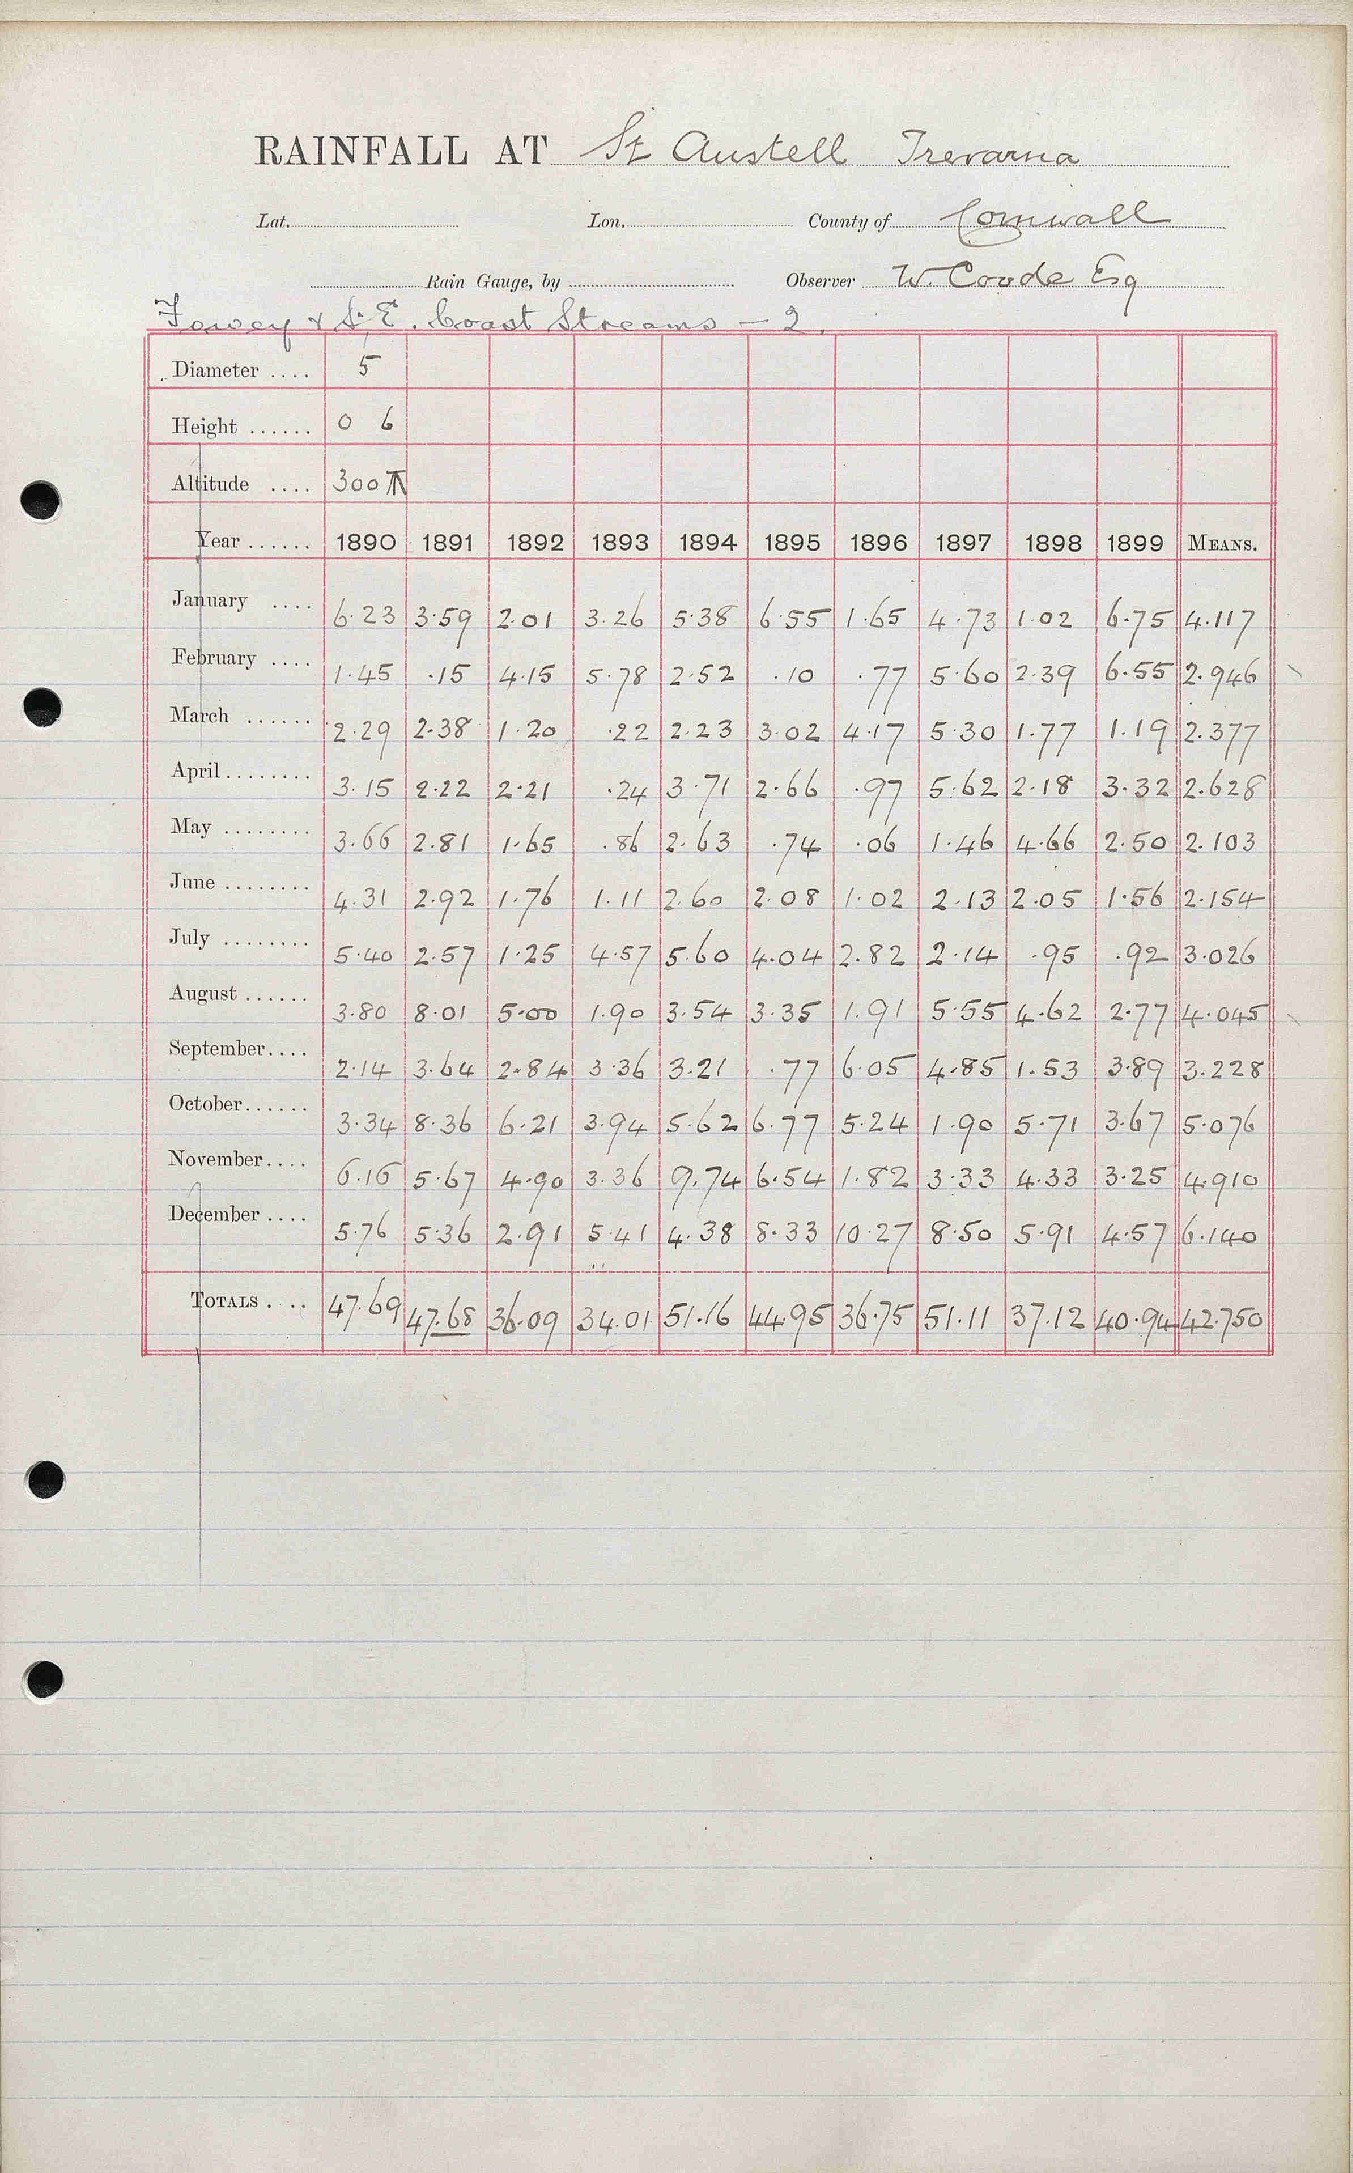 RAINFALL AT St Austell Trevarna
Lat. Lon. County of Cornwall
Rain Gauge, by Observer W. Coode Esq
Fowey & S.E. Coast Streams - 2.
Diameter .... 5
Height ...... 0 6
Altitude .... 300
Year ...... 1890 1891 1892 1893 1894 1895 1896 1897 1898 1899 MEANS.
January .... 6.23 3.59 2.01 3.26 5.38 6.55 1.65 4.73 1.02 6.75 4.117
February .... 1.45 .15 4.15 5.78 2.52 .10 .77 5.60 2.39 6.55 2.946
March ...... 2.29 2.38 1.20 .22 2.23 3.02 4.17 5.30 1.77 1.19 2.377
April ........ 3.15 2.22 2.21 .24 3.71 2.66 .97 5.62 2.18 3.32 2.628
May ........ 3.66 2.81 1.65 .86 2.63 .74 .06 1.46 4.66 2.50 2.103
June ........ 4.31 2.92 1.76 1.11 2.60 2.08 1.02 2.13 2.05 1.56 2.154
July ........ 5.40 2.57 1.25 4.57 5.60 4.04 2.82 2.14 .95 .92 3.026
August ...... 3.80 8.01 5.00 1.90 3.54 3.35 1.91 5.55 4.62 2.77 4.045
September.... 2.14 3.64 2.84 3.36 3.21 .77 6.05 4.85 1.53 3.89 3.228
October...... 3.34 8.36 6.21 3.94 5.62 6.77 5.24 1.90 5.71 3.67 5.076
November.... 6.16 5.67 4.90 3.36 9.74 6.54 1.82 3.33 4.33 3.25 4.910
December .... 5.76 5.36 2.91 5.41 4.38 8.33 10.27 8.50 5.91 4.57 6.140
TOTALS .... 47.69 47.68 36.09 34.01 51.16 44.95 36.75 51.11 37.12 40.94 42.750